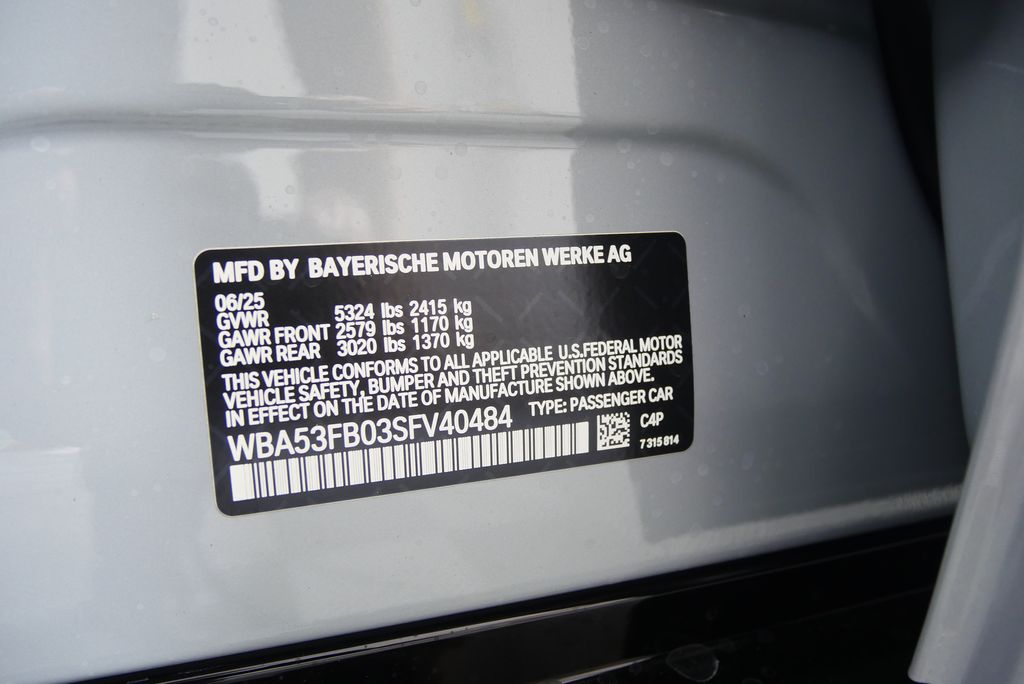 MFD BY BAYERISCHE MOTOREN WERKE AG
06/25
GVWR 5324 lbs 2415 kg
GAWR FRONT 2579 lbs 1170 kg
GAWR REAR 3020 lbs 1370 kg
THIS VEHICLE CONFORMS TO ALL APPLICABLE U.S.FEDERAL MOTOR
VEHICLE SAFETY, BUMPER AND THEFT PREVENTION STANDARDS
IN EFFECT ON THE DATE OF MANUFACTURE SHOWN ABOVE.
WBA53FB03SFV40484 TYPE: PASSENGER CAR
C4P
7 315 814